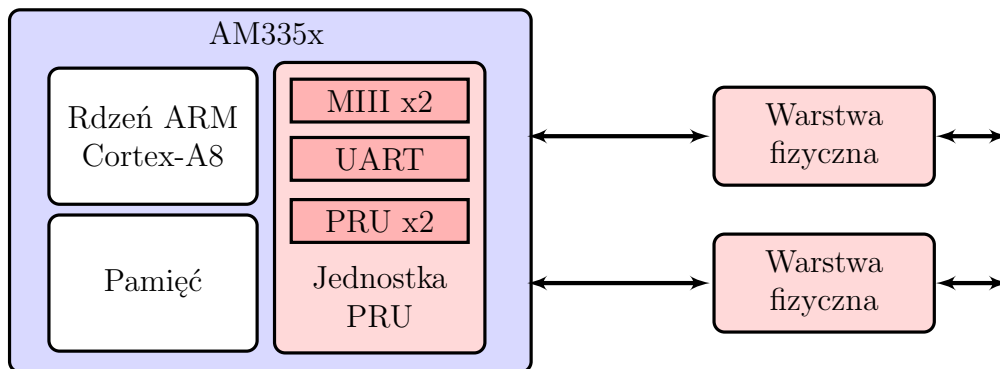 AM335x
Rdzeń ARM
Cortex-A8
Pamięć
MIII x2
UART
PRU x2
Jednostka
PRU
Warstwa
fizyczna
Warstwa
fizyczna